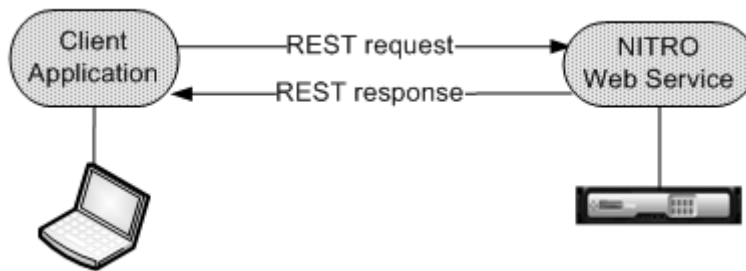 Client
Application
REST request
REST response
NITRO
Web Service